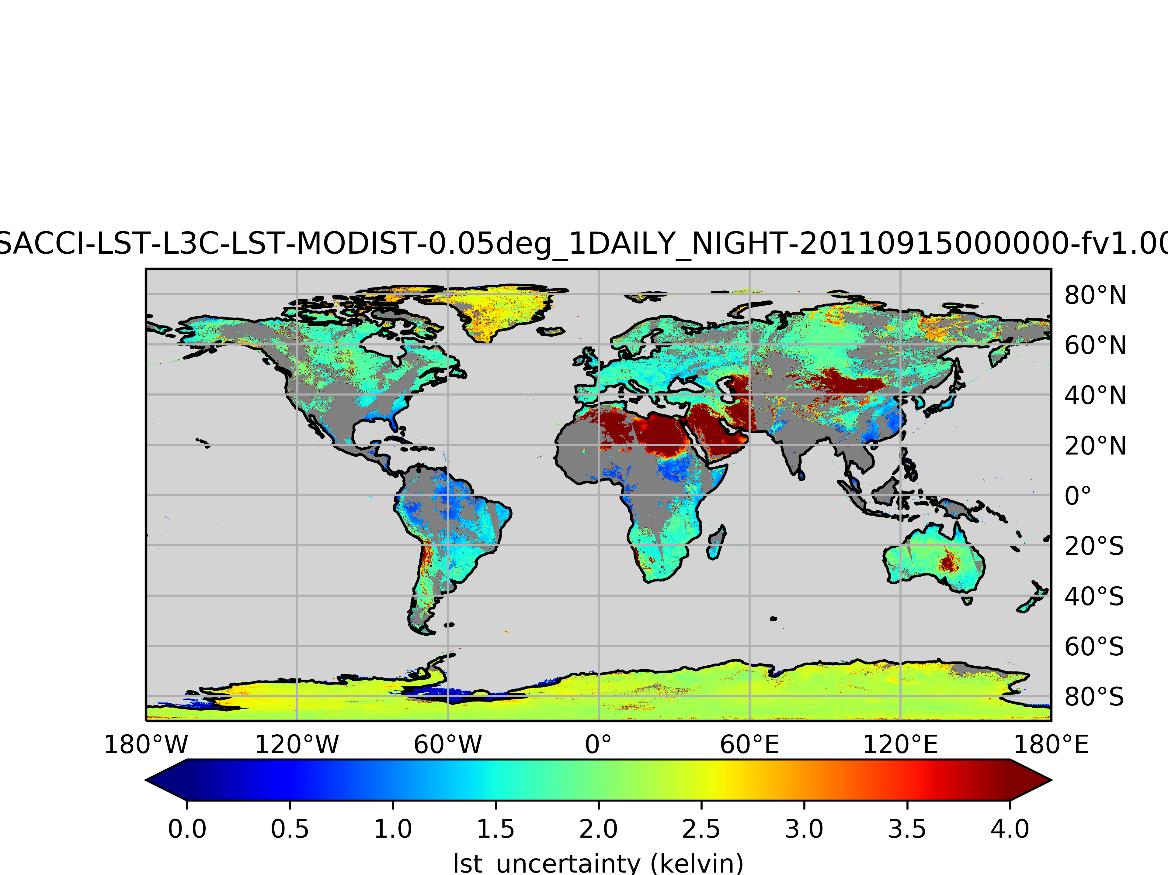 SACCI-LST-L3C-LST-MODIST-0.05deg_1DAILY_NIGHT-20110915000000-fv1.00
80°N
60°N
40°N
20°N
0°
20°S
40°S
60°S
80°S
180°W 120°W 60°W 0° 60°E 120°E 180°E
0.0 0.5 1.0 1.5 2.0 2.5 3.0 3.5 4.0
lst uncertainty (kelvin)